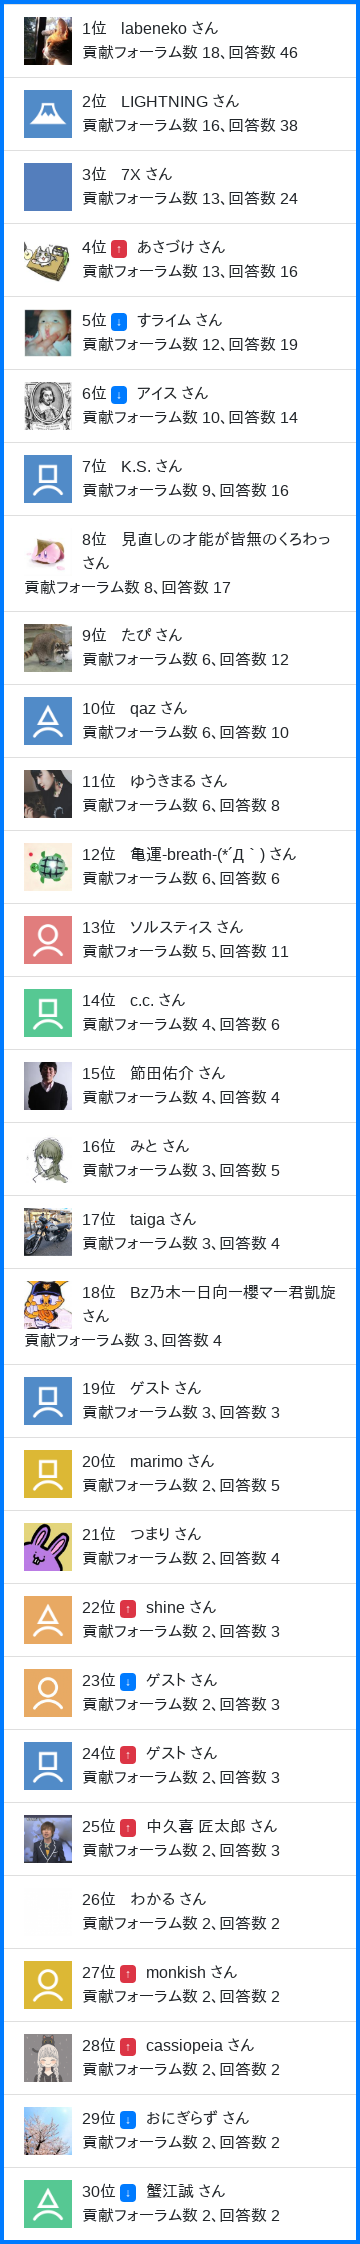 1位　labeneko さん
貢献フォーラム数 18、回答数 46
2位　LIGHTNING さん
貢献フォーラム数 16、回答数 38
3位　7X さん
貢献フォーラム数 13、回答数 24
4位 ↑ あさづけ さん
貢献フォーラム数 13、回答数 16
5位 ↓ すライム さん
貢献フォーラム数 12、回答数 19
6位 ↓ アイス さん
貢献フォーラム数 10、回答数 14
7位　K.S. さん
貢献フォーラム数 9、回答数 16
8位　見直しの才能が皆無のくろわっ
さん
貢献フォーラム数 8、回答数 17
9位　たぴ さん
貢献フォーラム数 6、回答数 12
10位　qaz さん
貢献フォーラム数 6、回答数 10
11位　ゆうきまる さん
貢献フォーラム数 6、回答数 8
12位　亀運-breath-(*´Д｀) さん
貢献フォーラム数 6、回答数 6
13位　ソルスティス さん
貢献フォーラム数 5、回答数 11
14位　c.c. さん
貢献フォーラム数 4、回答数 6
15位　節田佑介 さん
貢献フォーラム数 4、回答数 4
16位　みと さん
貢献フォーラム数 3、回答数 5
17位　taiga さん
貢献フォーラム数 3、回答数 4
18位　Bz乃木一日向一櫻マー君凱旋
さん
貢献フォーラム数 3、回答数 4
19位　ゲスト さん
貢献フォーラム数 3、回答数 3
20位　marimo さん
貢献フォーラム数 2、回答数 5
21位　つまり さん
貢献フォーラム数 2、回答数 4
22位 ↑ shine さん
貢献フォーラム数 2、回答数 3
23位 ↓ ゲスト さん
貢献フォーラム数 2、回答数 3
24位 ↑ ゲスト さん
貢献フォーラム数 2、回答数 3
25位 ↑ 中久喜 匠太郎 さん
貢献フォーラム数 2、回答数 3
26位　わかる さん
貢献フォーラム数 2、回答数 2
27位 ↑ monkish さん
貢献フォーラム数 2、回答数 2
28位 ↑ cassiopeia さん
貢献フォーラム数 2、回答数 2
29位 ↓ おにぎらず さん
貢献フォーラム数 2、回答数 2
30位 ↓ 蟹江誠 さん
貢献フォーラム数 2、回答数 2